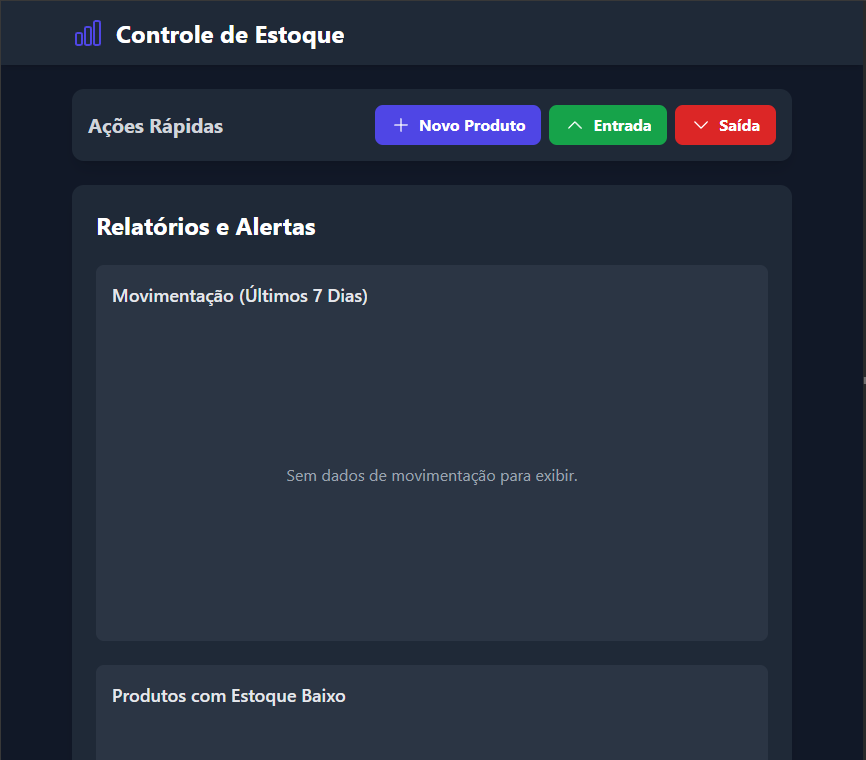 Controle de Estoque
Ações Rápidas
Novo Produto
Entrada
Saída
Relatórios e Alertas
Movimentação (Últimos 7 Dias)
Sem dados de movimentação para exibir.
Produtos com Estoque Baixo